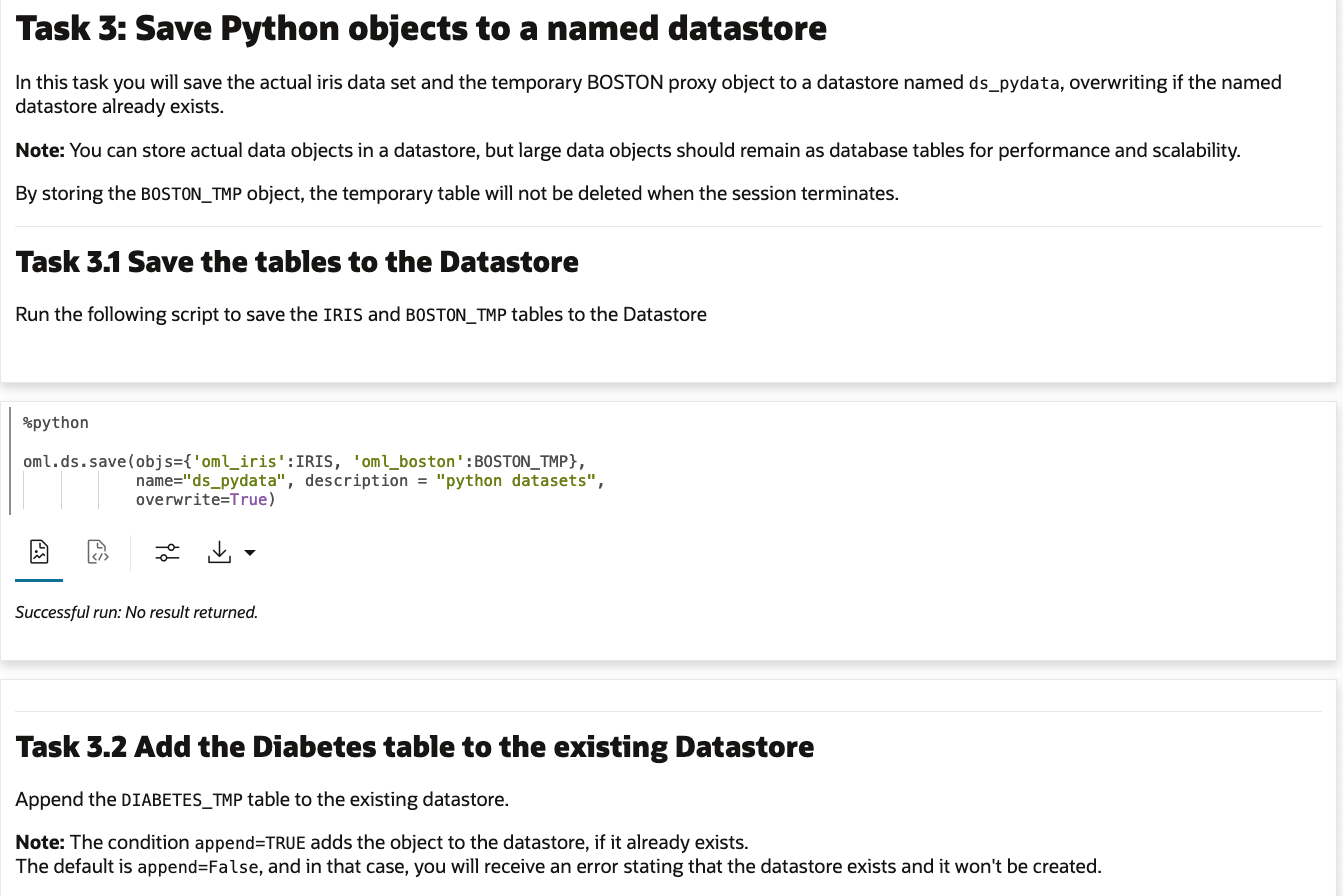 Task 3: Save Python objects to a named datastore
In this task you will save the actual iris data set and the temporary BOSTON proxy object to a datastore named ds_pydata, overwriting if the named
datastore already exists.
Note: You can store actual data objects in a datastore, but large data objects should remain as database tables for performance and scalability.
By storing the BOSTON_TMP object, the temporary table will not be deleted when the session terminates.
Task 3.1 Save the tables to the Datastore
Run the following script to save the IRIS and BOSTON_TMP tables to the Datastore
%python
oml.ds.save(objs={'oml_iris':IRIS, 'oml_boston':BOSTON_TMP},
name="ds_pydata", description = "python datasets",
overwrite=True)
Successful run: No result returned.
Task 3.2 Add the Diabetes table to the existing Datastore
Append the DIABETES_TMP table to the existing datastore.
Note: The condition append=TRUE adds the object to the datastore, if it already exists.
The default is append=False, and in that case, you will receive an error stating that the datastore exists and it won't be created.